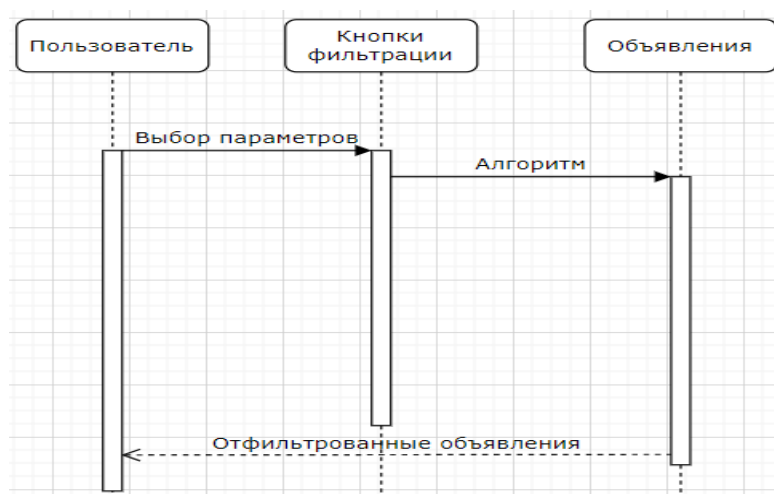 Пользователь
Кнопки
фильтрации
Объявления
Выбор параметров
Алгоритм
Отфильтрованные объявления